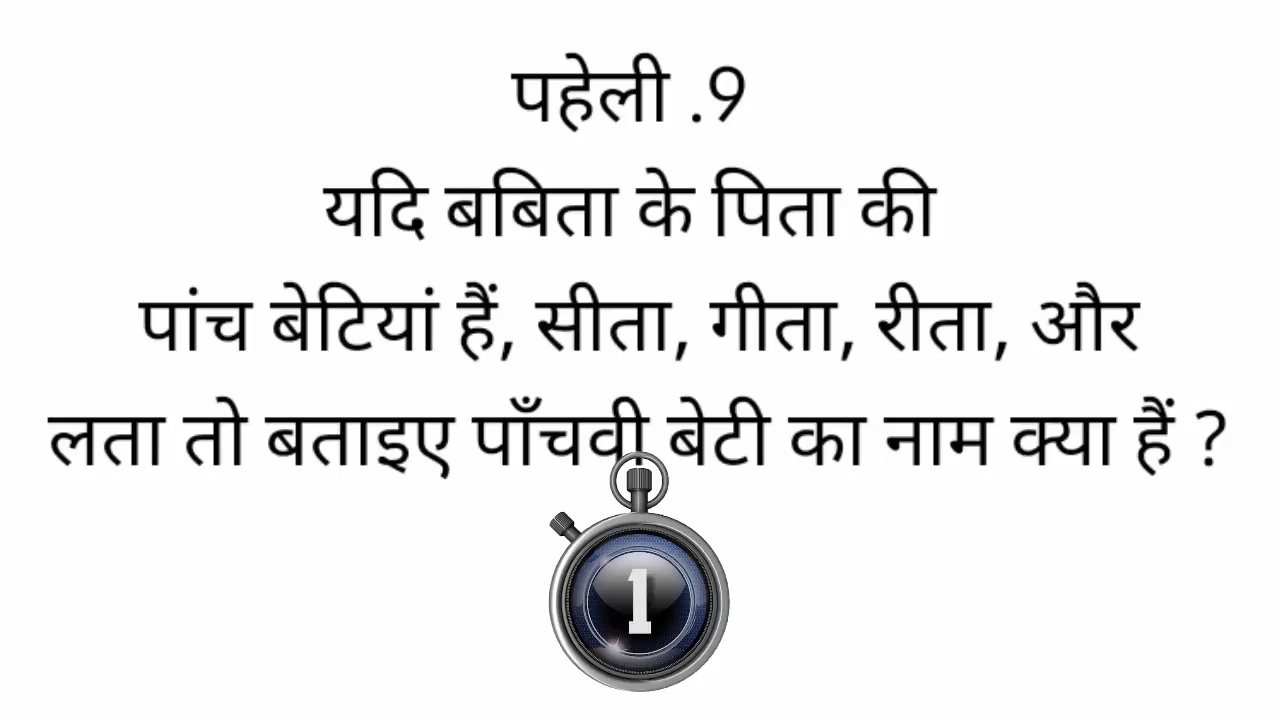 पहेली .9
यदि बबिता के पिता की
पांच बेटियां हैं, सीता, गीता, रीता, और
लता तो बताइए पाँचवी बेटी का नाम क्या हैं ?
1